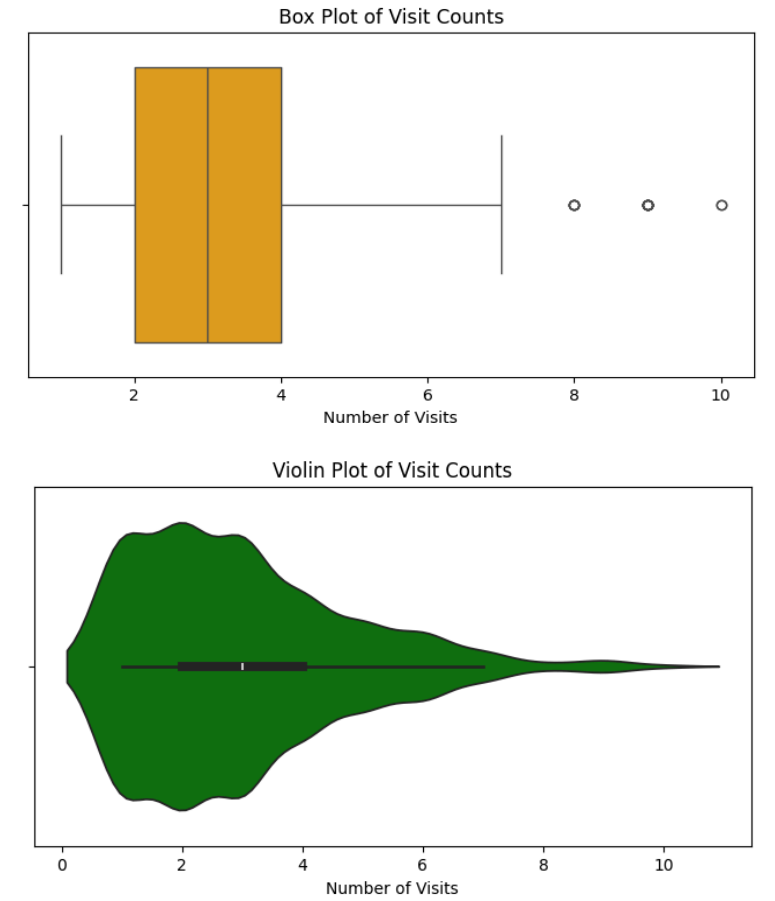 Box Plot of Visit Counts
2 4 6 8 10
Number of Visits
Violin Plot of Visit Counts
0 2 4 6 8 10
Number of Visits